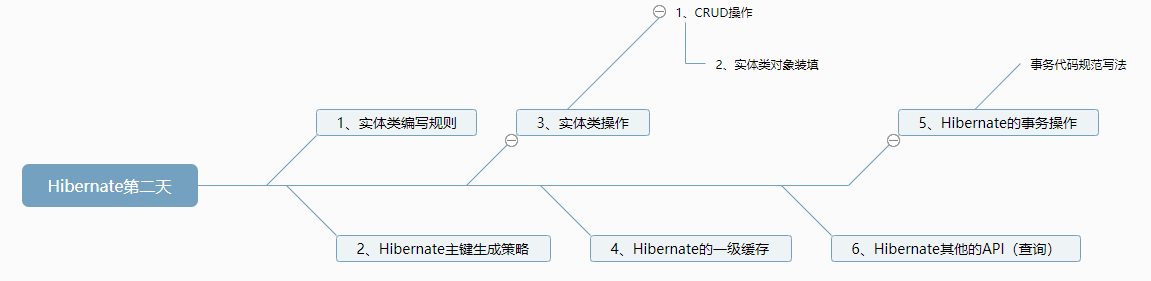 Hibernate第二天
1、实体类编写规则
2、Hibernate主键生成策略
3、实体类操作
1、CRUD操作
2、实体类对象装填
4、Hibernate的一级缓存
5、Hibernate的事务操作
事务代码规范写法
6、Hibernate其他的API（查询）